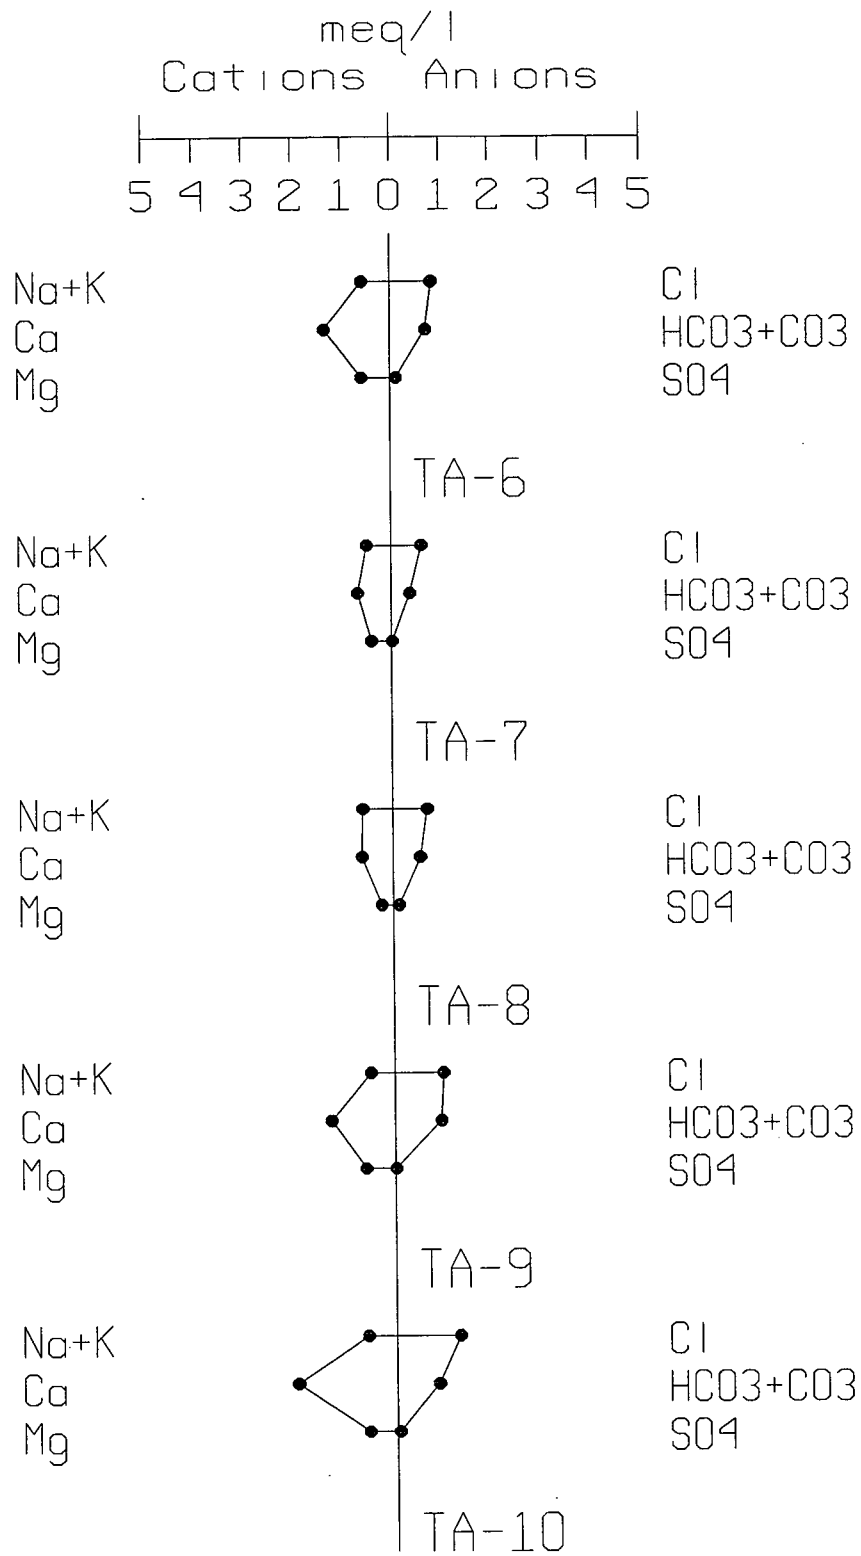 meq/l
Cations Anions
5 4 3 2 1 0 1 2 3 4 5
Na+K Cl
Ca HCO3+CO3
Mg SO4
TA-6
Na+K Cl
Ca HCO3+CO3
Mg SO4
TA-7
Na+K Cl
Ca HCO3+CO3
Mg SO4
TA-8
Na+K Cl
Ca HCO3+CO3
Mg SO4
TA-9
Na+K Cl
Ca HCO3+CO3
Mg SO4
TA-10